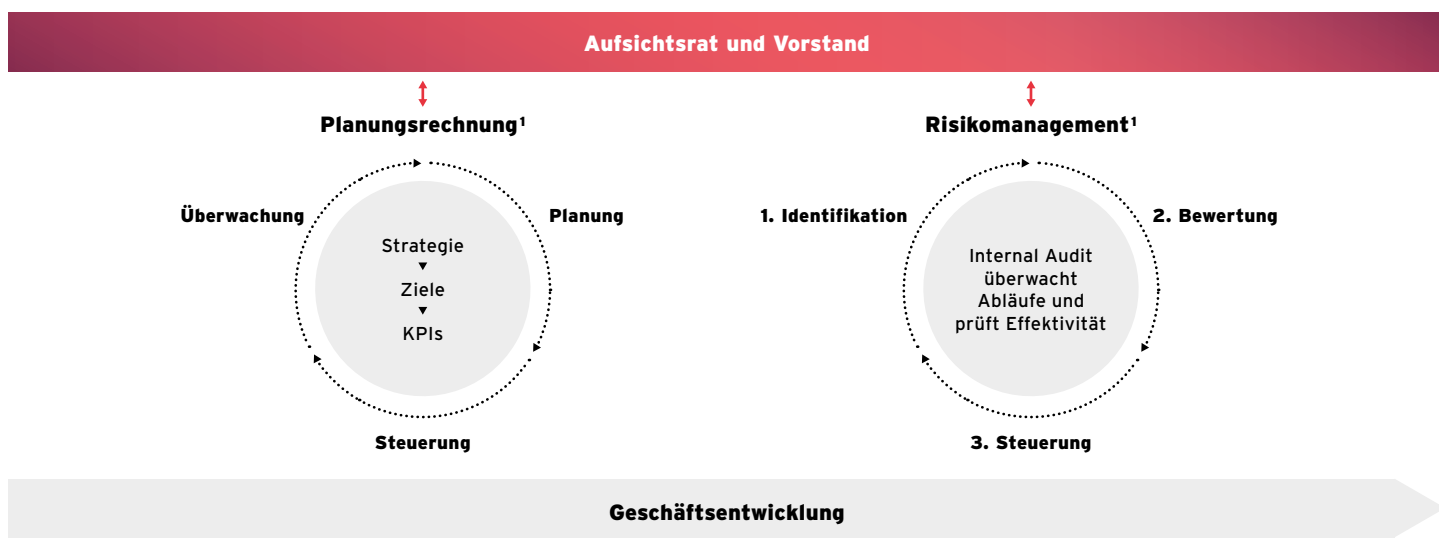 Aufsichtsrat und Vorstand
Planungsrechnung¹
Überwachung
Planung
Strategie
Ziele
KPIs
Steuerung
Risikomanagement¹
1. Identifikation
2. Bewertung
Internal Audit
überwacht
Abläufe und
prüft Effektivität
3. Steuerung
Geschäftsentwicklung